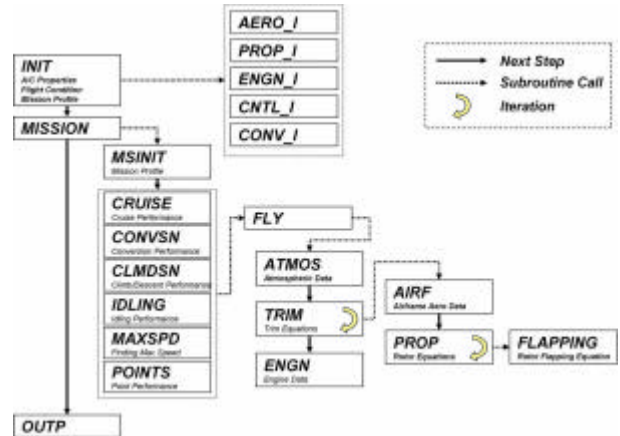 INIT
A/C Properties
Flight Condition
Mission Profile
MISSION
AERO_I
PROP_I
ENGN_I
CNTL_I
CONV_I
Next Step
Subroutine Call
Iteration
MSINIT
Mission Profile
CRUISE
Cruise Performance
CONVSN
Conversion Performance
CLMDSN
Climb/Descent Performance
IDLING
Idling Performance
MAXSPD
Finding Max Speed
POINTS
Point Performance
FLY
ATMOS
Atmospheric Data
TRIM
Trim Equations
ENGN
Engine Data
AIRF
Airframe Aero Data
PROP
Rotor Equations
FLAPPING
Rotor Flapping Equation
OUTP